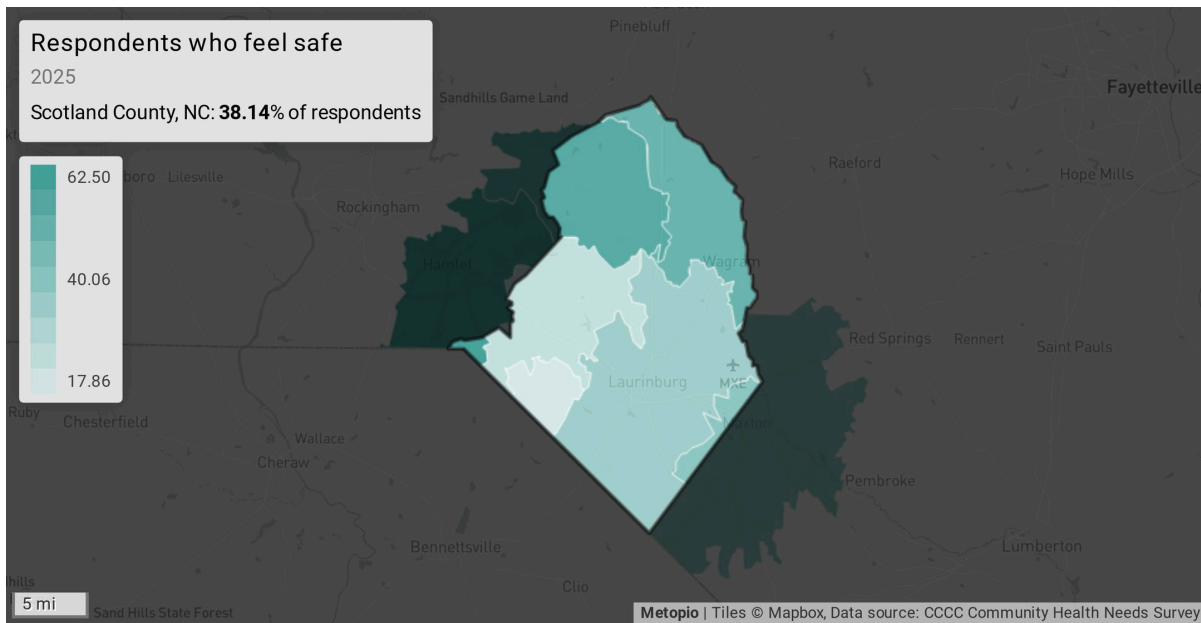 Respondents who feel safe
2025
Scotland County, NC: 38.14% of respondents
62.50
40.06
17.86
Pinebluff
Sandhills Game Land
Fayetteville
boro
Lilesville
Raeford
Hope Mills
Rockingham
Hamlet
Wagram
Red Springs
Rennert
Saint Pauls
Laurinburg
MXE
Maxton
Ruby
Chesterfield
Wallace
Cheraw
Pembroke
Bennettsville
Lumberton
Clio
hills
5 mi
Sand Hills State Forest
Metopio | Tiles © Mapbox, Data source: CCCC Community Health Needs Survey